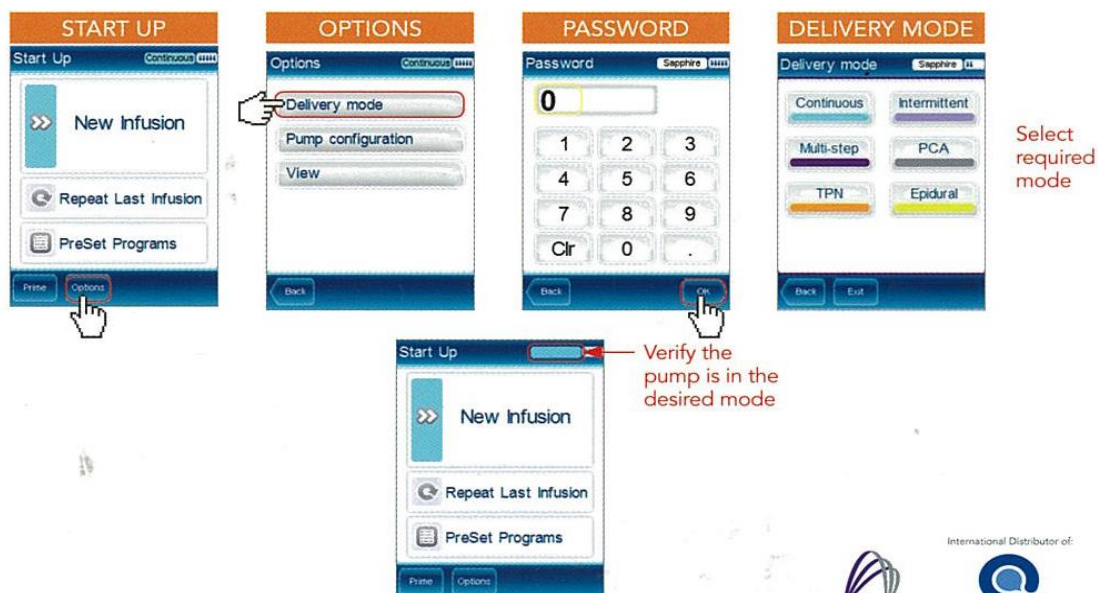 START UP
Start Up Continuous
New Infusion
Repeat Last Infusion
PreSet Programs
Prime Options
OPTIONS
Options Continuous
Delivery mode
Pump configuration
View
Back
PASSWORD
Password Sapphire
0
1 2 3
4 5 6
7 8 9
Clr 0 .
Back OK
DELIVERY MODE
Delivery mode Sapphire
Continuous Intermittent
Multi-step PCA
TPN Epidural
Back Exit
Select
required
mode
Start Up
New Infusion
Repeat Last Infusion
PreSet Programs
Prime Options
Verify the
pump is in the
desired mode
International Distributor of: